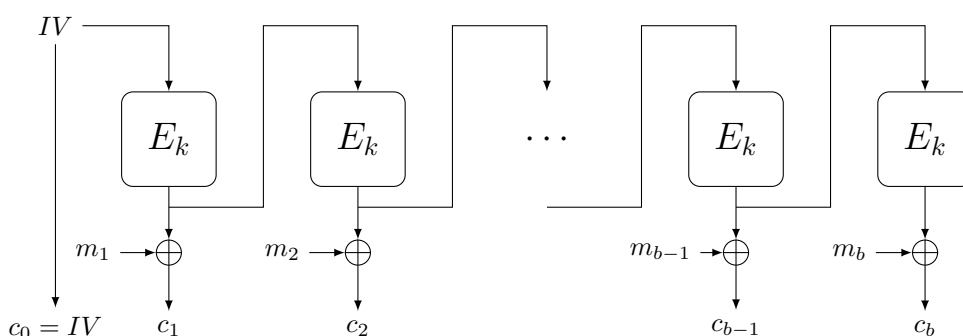 IV
E_k E_k ... E_k E_k
m_1 m_2 m_{b−1} m_b
c_0 = IV c_1 c_2 c_{b−1} c_b